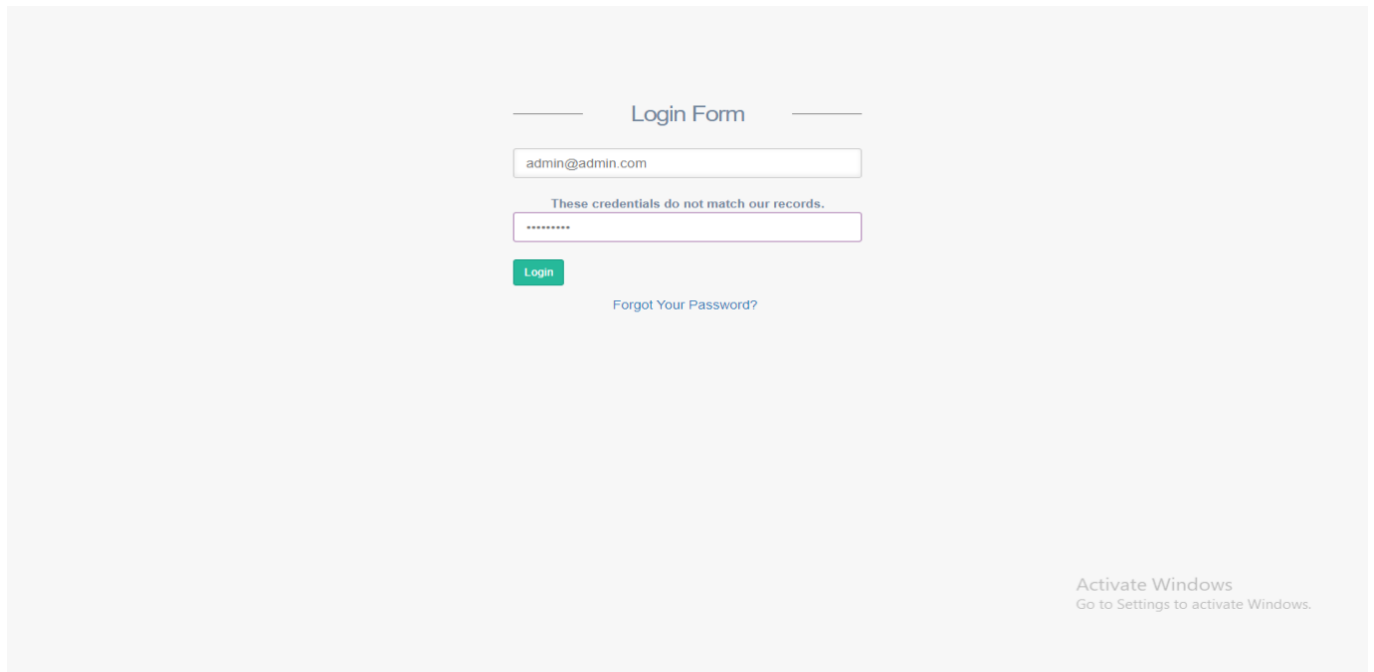 Login Form
admin@admin.com
These credentials do not match our records.
•••••••••
Login
Forgot Your Password?
Activate Windows
Go to Settings to activate Windows.